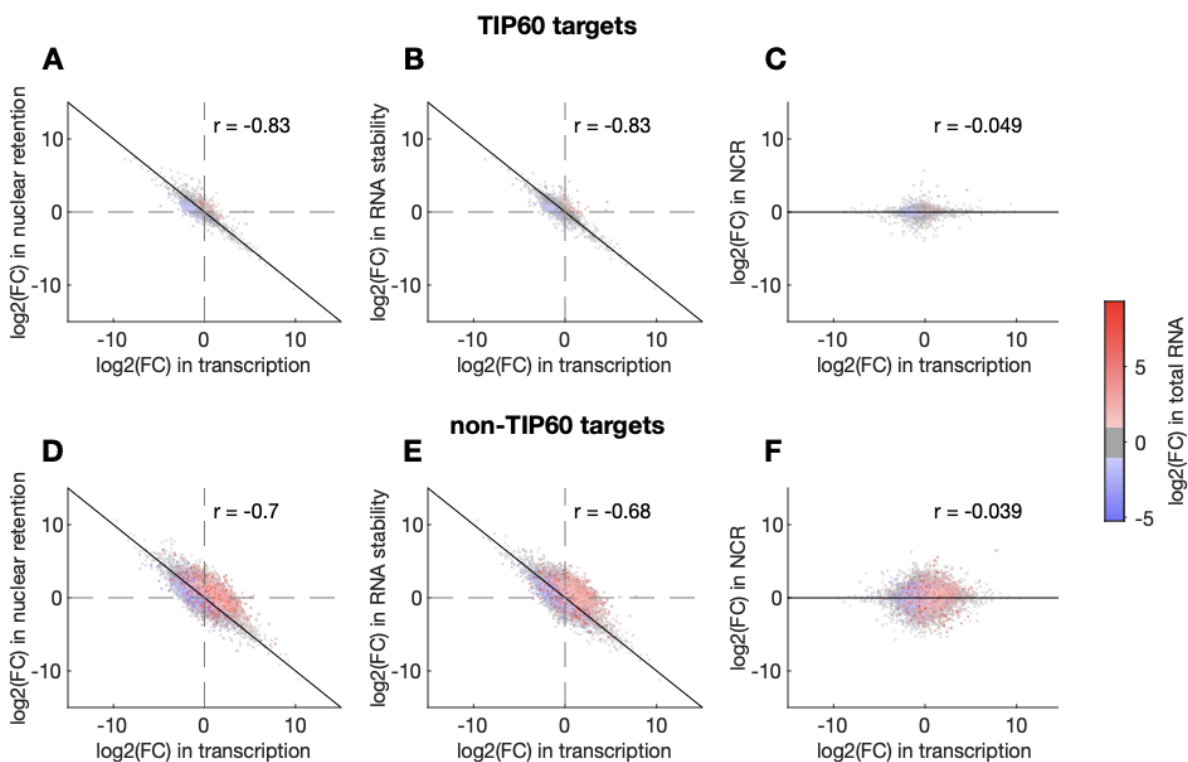 TIP60 targets
A
B
C
log2(FC) in nuclear retention
10
0
-10
r = -0.83
-10
0
10
log2(FC) in transcription
log2(FC) in RNA stability
10
0
-10
r = -0.83
-10
0
10
log2(FC) in transcription
log2(FC) in NCR
10
0
-10
r = -0.049
-10
0
10
log2(FC) in transcription
5
0
-5
log2(FC) in total RNA
non-TIP60 targets
D
E
F
log2(FC) in nuclear retention
10
0
-10
r = -0.7
-10
0
10
log2(FC) in transcription
log2(FC) in RNA stability
10
0
-10
r = -0.68
-10
0
10
log2(FC) in transcription
log2(FC) in NCR
10
0
-10
r = -0.039
-10
0
10
log2(FC) in transcription